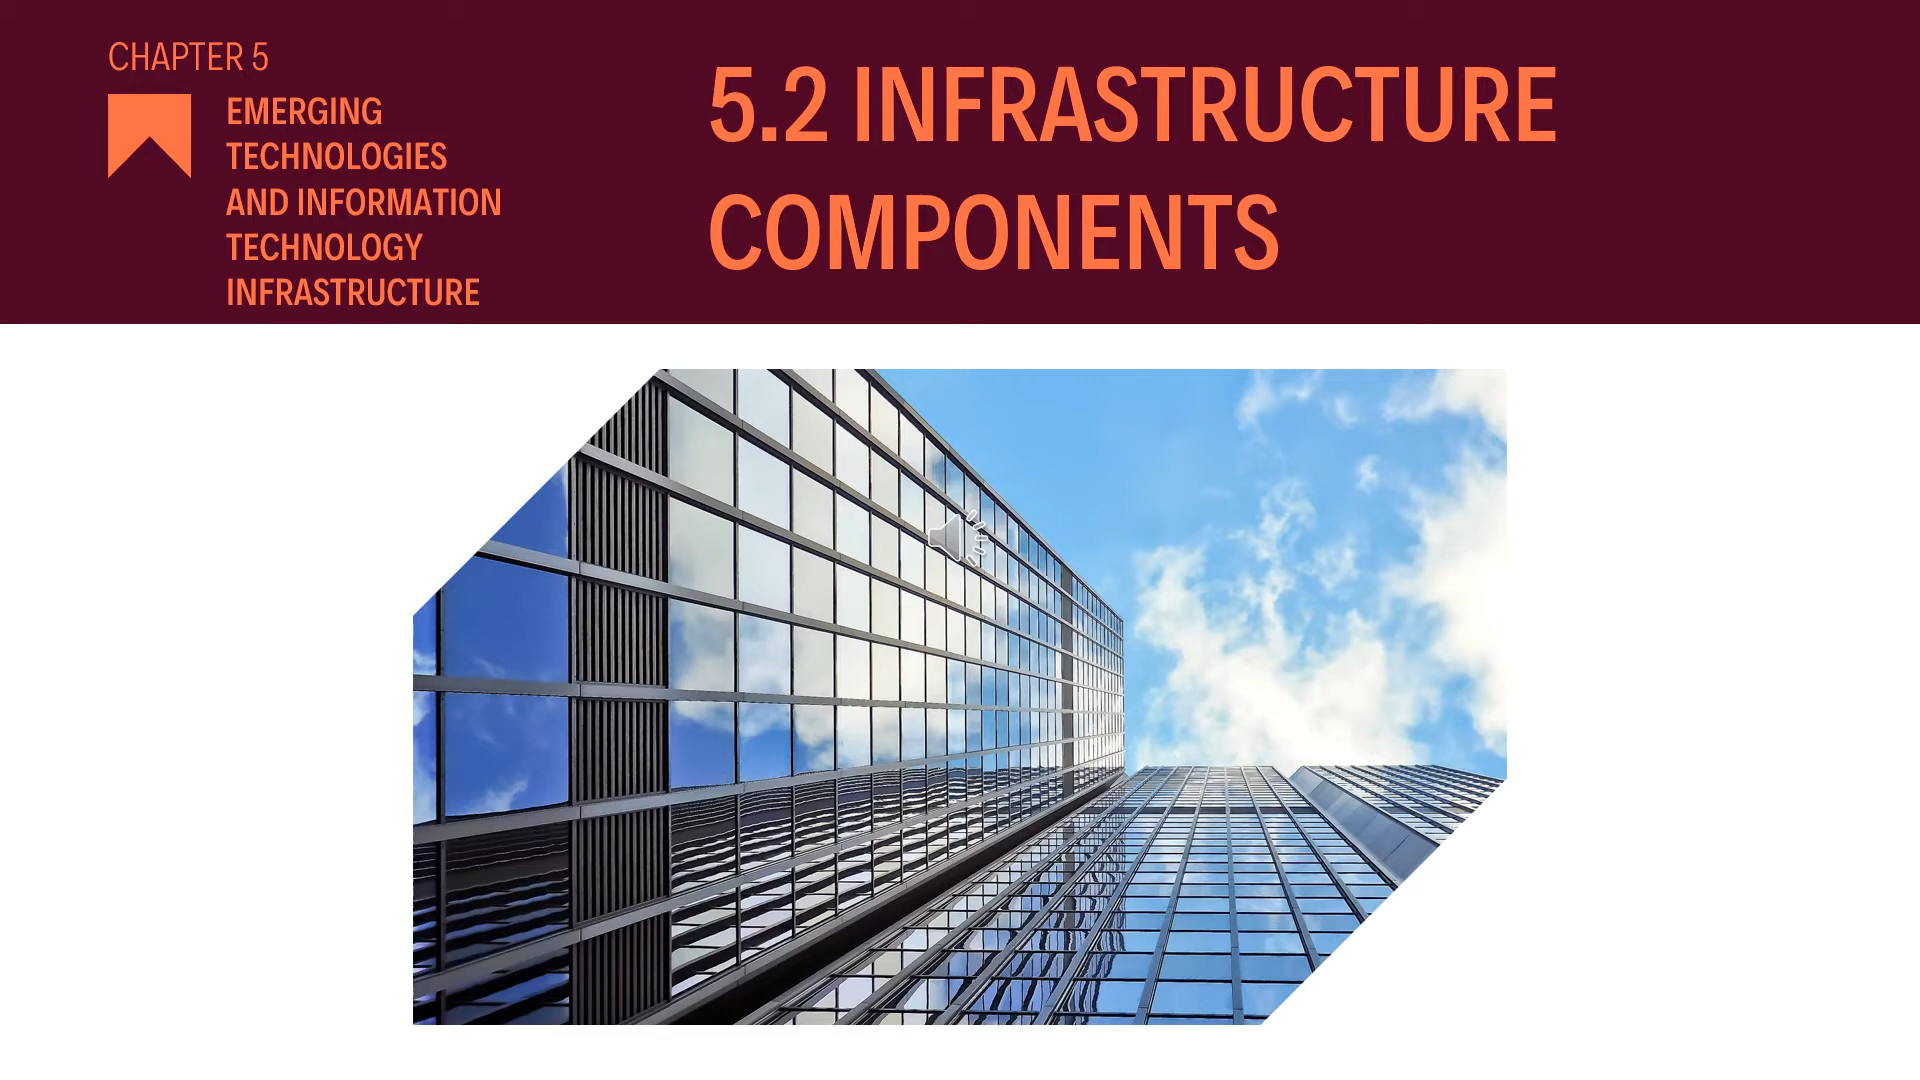 CHAPTER 5
EMERGING
TECHNOLOGIES
AND INFORMATION
TECHNOLOGY
INFRASTRUCTURE
5.2 INFRASTRUCTURE
COMPONENTS